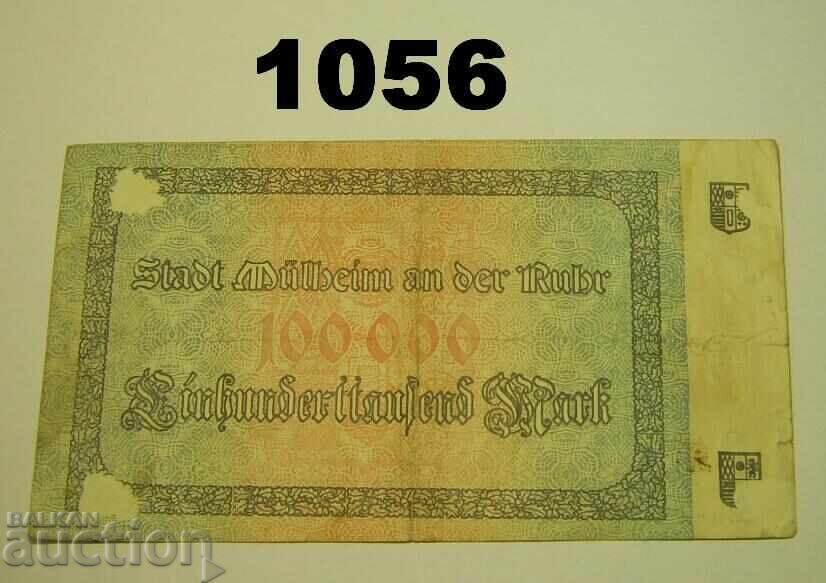 1056
Stadt Mülheim an der Ruhr
100·000
Einhunderttausend Mark
BALKAN
auction